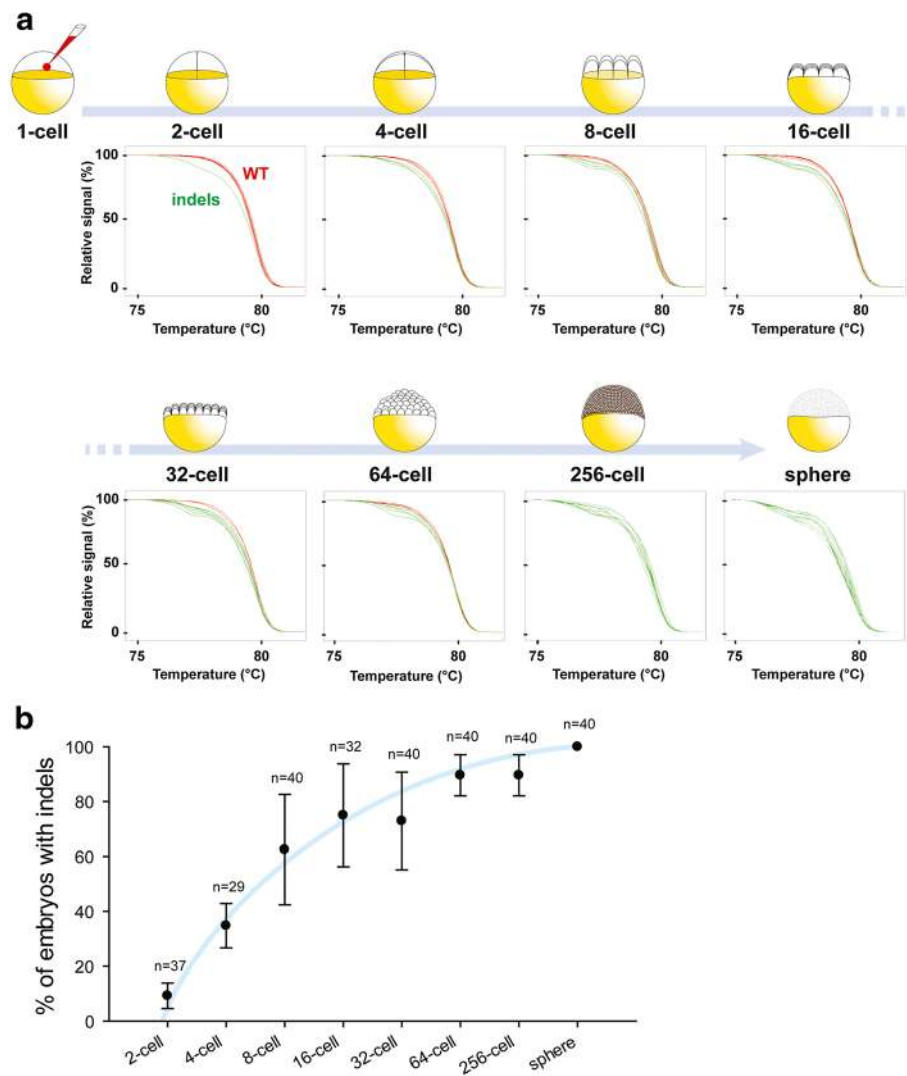 a
1-cell
2-cell
4-cell
8-cell
16-cell
Relative signal (%)
100
50
0
WT
indels
75 80
75 80
75 80
75 80
Temperature (°C)
Temperature (°C)
Temperature (°C)
Temperature (°C)
32-cell
64-cell
256-cell
sphere
Relative signal (%)
100
50
0
75 80
75 80
75 80
75 80
Temperature (°C)
Temperature (°C)
Temperature (°C)
Temperature (°C)
b
% of embryos with indels
100
80
60
40
20
0
n=37
n=29
n=40
n=32
n=40
n=40
n=40
n=40
2-cell
4-cell
8-cell
16-cell
32-cell
64-cell
256-cell
sphere